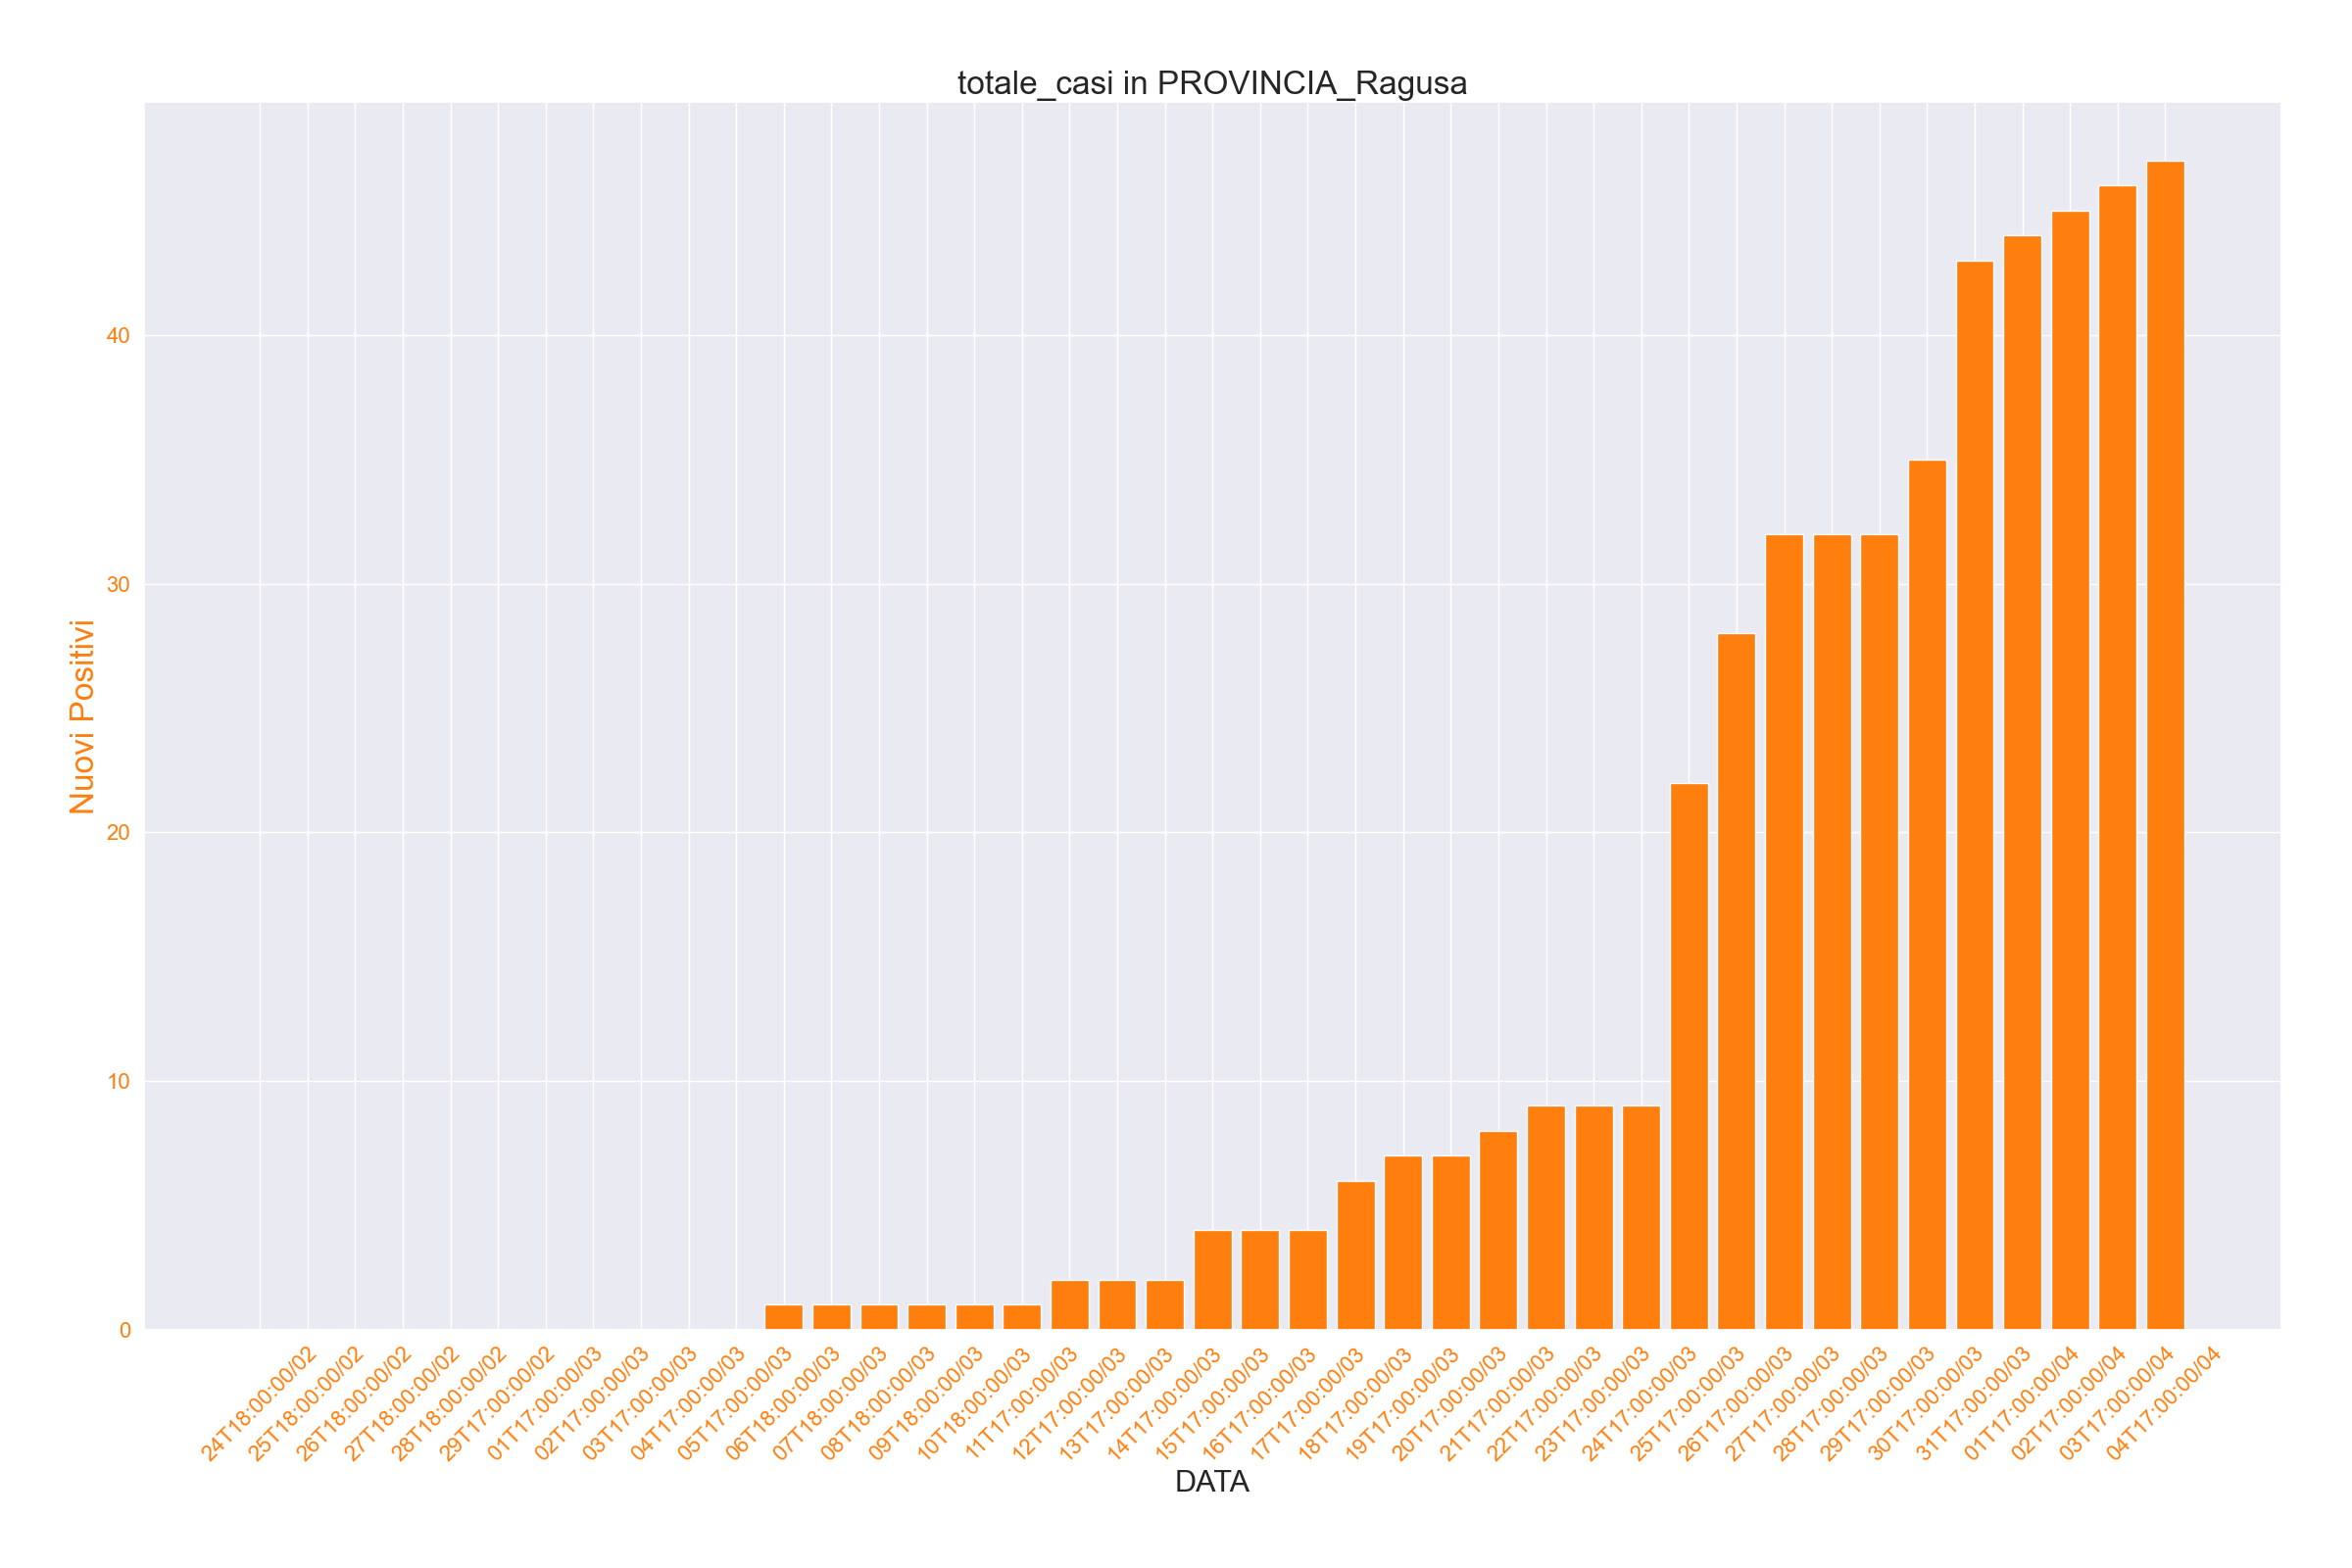 totale_casi in PROVINCIA_Ragusa
Nuovi Positivi
40
30
20
10
0
24T18:00:00/02
25T18:00:00/02
26T18:00:00/02
27T18:00:00/02
28T18:00:00/02
29T17:00:00/02
01T17:00:00/03
02T17:00:00/03
03T17:00:00/03
04T17:00:00/03
05T17:00:00/03
06T18:00:00/03
07T18:00:00/03
08T18:00:00/03
09T18:00:00/03
10T18:00:00/03
11T17:00:00/03
12T17:00:00/03
13T17:00:00/03
14T17:00:00/03
15T17:00:00/03
16T17:00:00/03
17T17:00:00/03
18T17:00:00/03
19T17:00:00/03
20T17:00:00/03
21T17:00:00/03
22T17:00:00/03
23T17:00:00/03
24T17:00:00/03
25T17:00:00/03
26T17:00:00/03
27T17:00:00/03
28T17:00:00/03
29T17:00:00/03
30T17:00:00/03
31T17:00:00/03
01T17:00:00/04
02T17:00:00/04
03T17:00:00/04
04T17:00:00/04
DATA